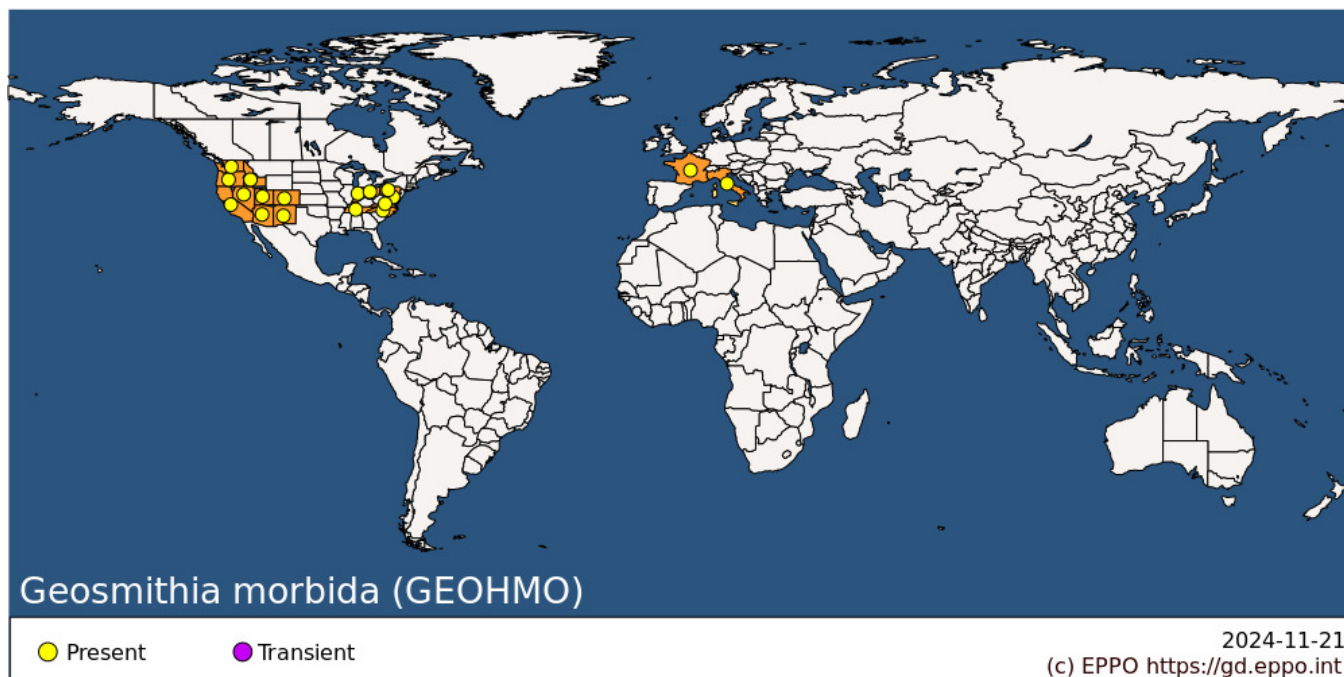 Geosmithia morbida (GEOHMO)
Present
Transient
2024-11-21
(c) EPPO https://gd.eppo.int